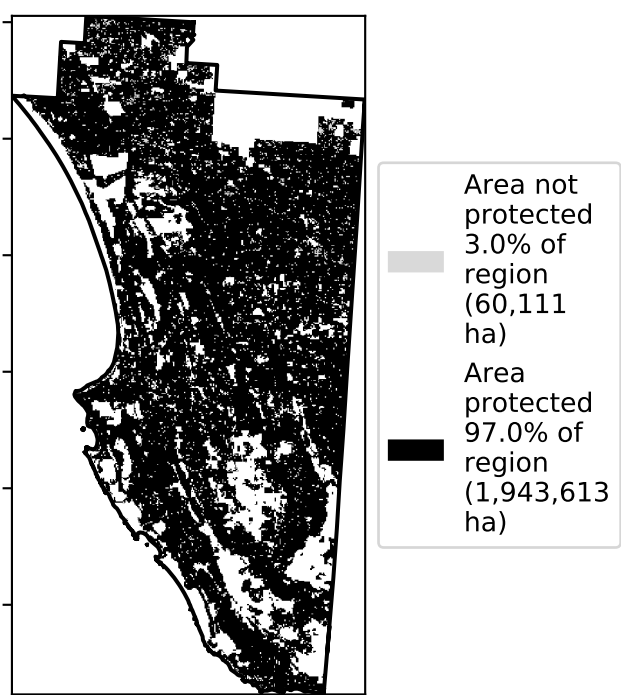 Area not
protected
3.0% of
region
(60,111
ha)
Area
protected
97.0% of
region
(1,943,613
ha)